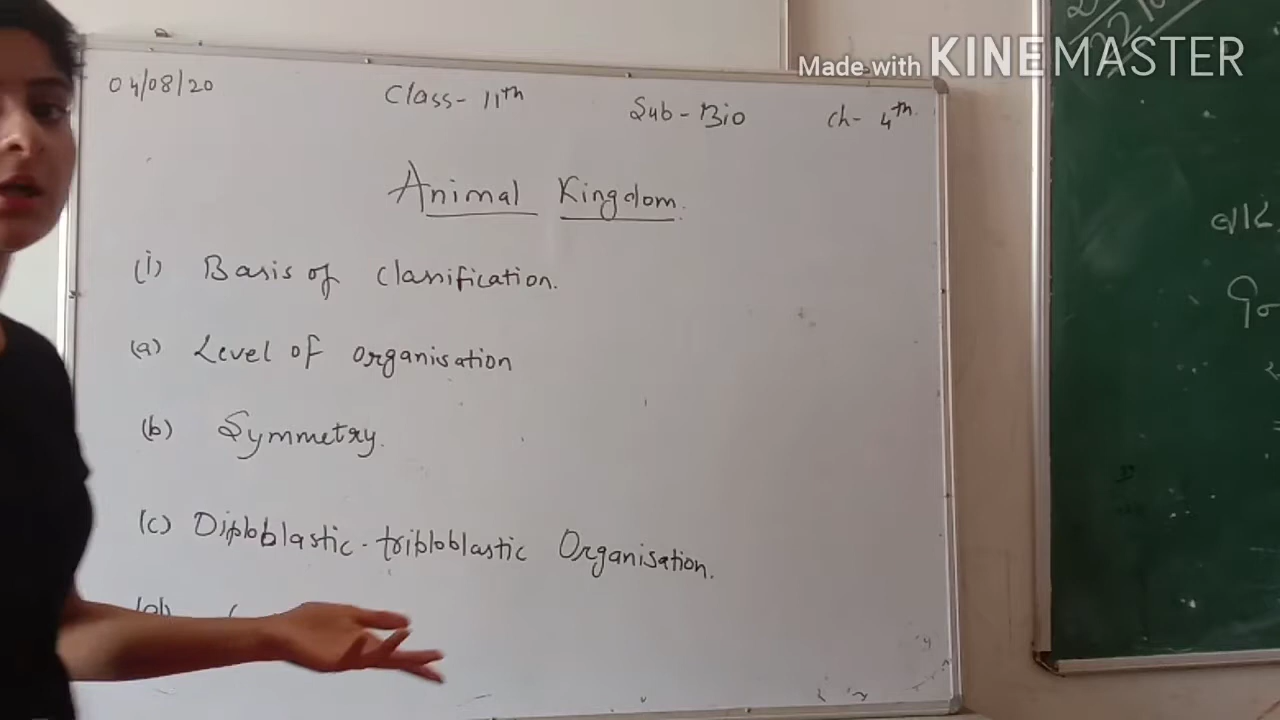 Made with KINEMASTER
04/08/20 Class- 11th Sub - Bio Ch- 4th.
Animal Kingdom.
(i) Basis of classification.
(a) Level of organisation
(b) Symmetry.
(c) Diploblastic - tribloblastic Organisation.
(d)